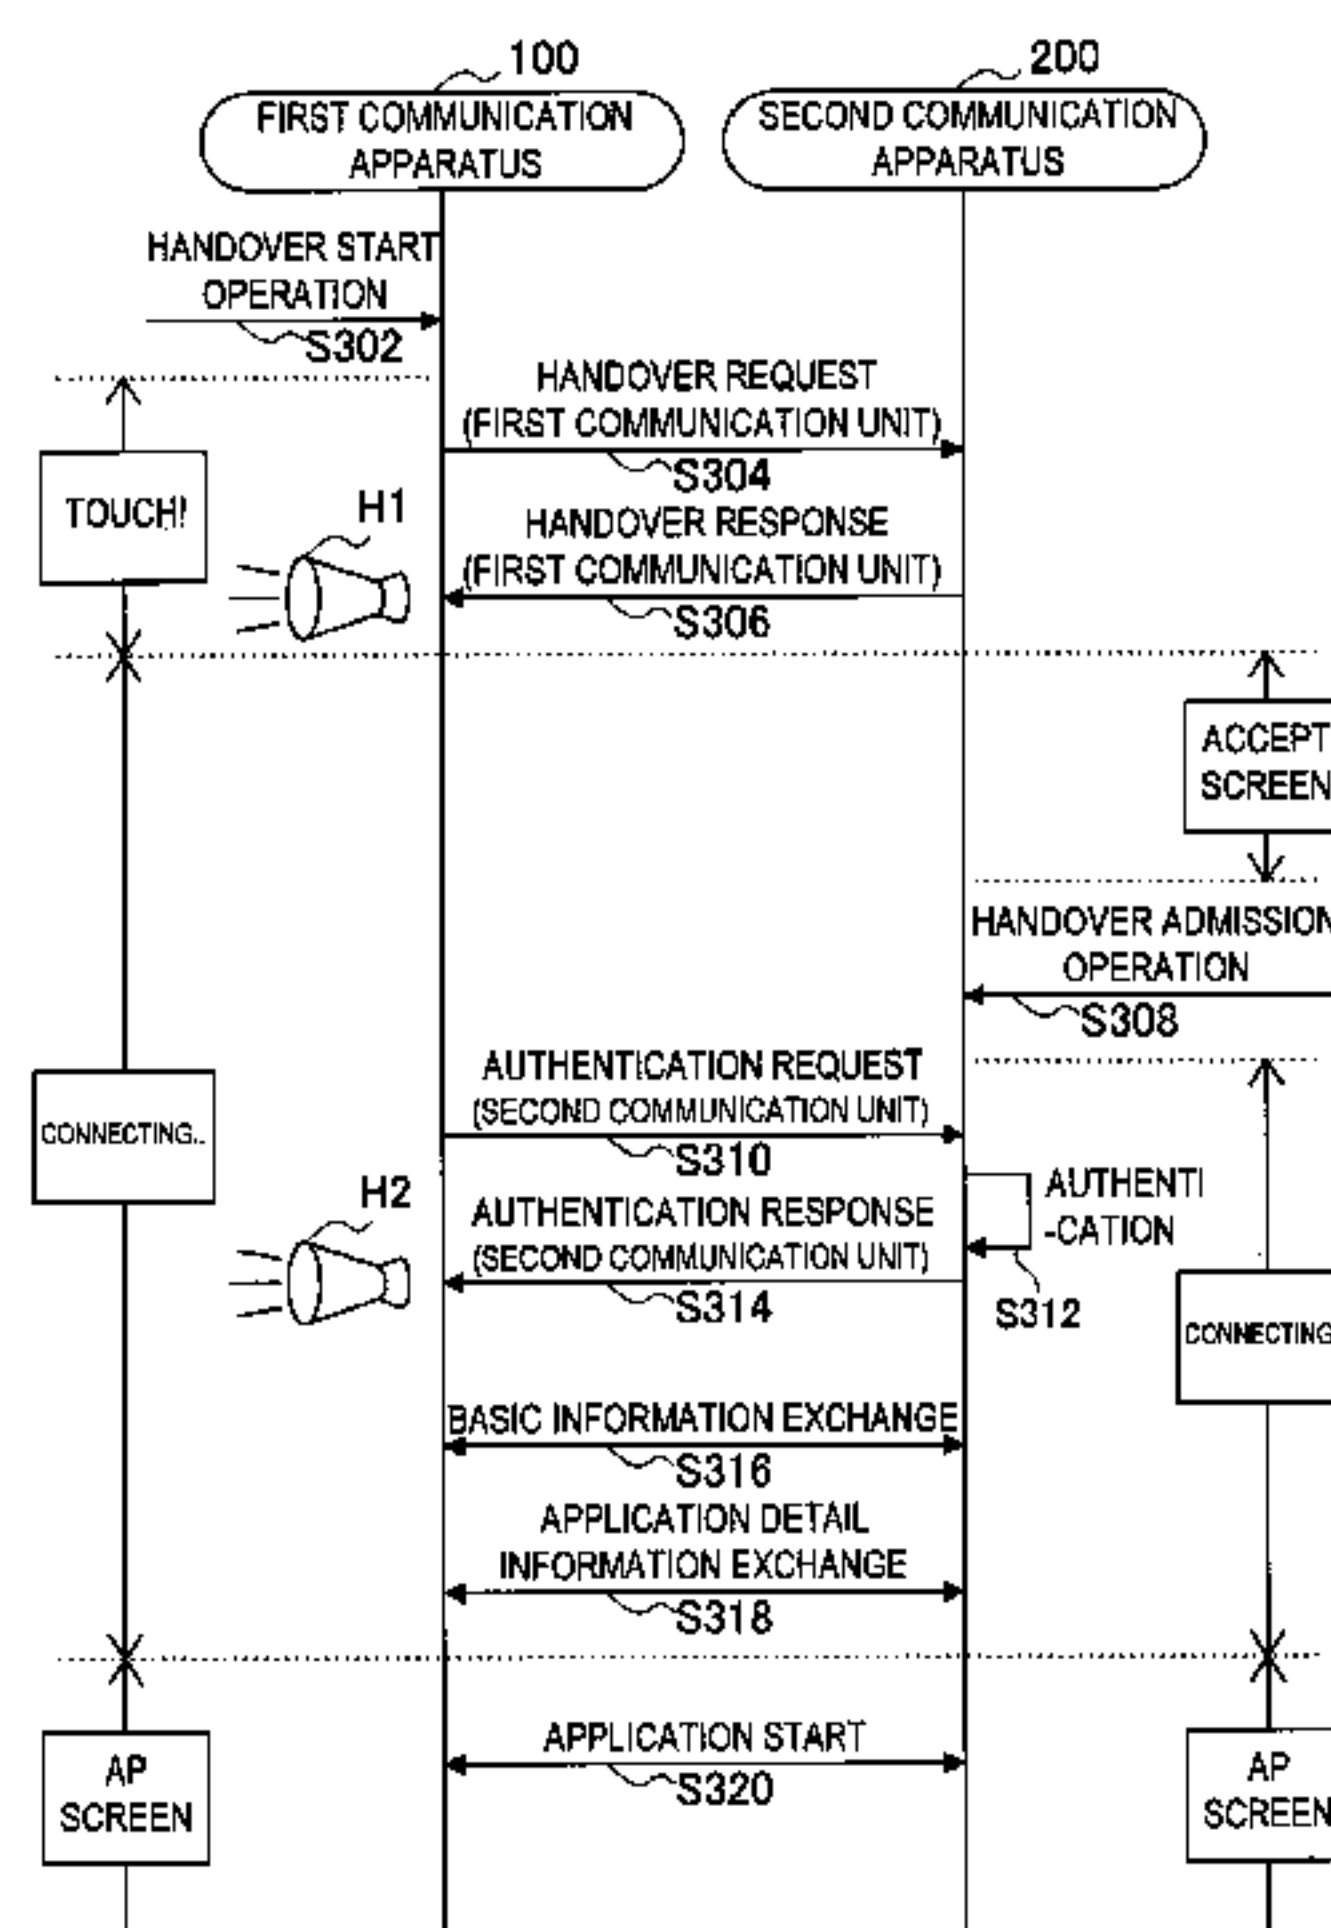 100
200
FIRST COMMUNICATION
APPARATUS
SECOND COMMUNICATION
APPARATUS
HANDOVER START
OPERATION
S302
HANDOVER REQUEST
(FIRST COMMUNICATION UNIT)
S304
TOUCH!
H1
HANDOVER RESPONSE
(FIRST COMMUNICATION UNIT)
S306
ACCEPT
SCREEN
HANDOVER ADMISSION
OPERATION
S308
AUTHENTICATION REQUEST
(SECOND COMMUNICATION UNIT)
S310
CONNECTING..
AUTHENTI
-CATION
S312
H2
AUTHENTICATION RESPONSE
(SECOND COMMUNICATION UNIT)
S314
CONNECTING
BASIC INFORMATION EXCHANGE
S316
APPLICATION DETAIL
INFORMATION EXCHANGE
S318
APPLICATION START
S320
AP
SCREEN
AP
SCREEN